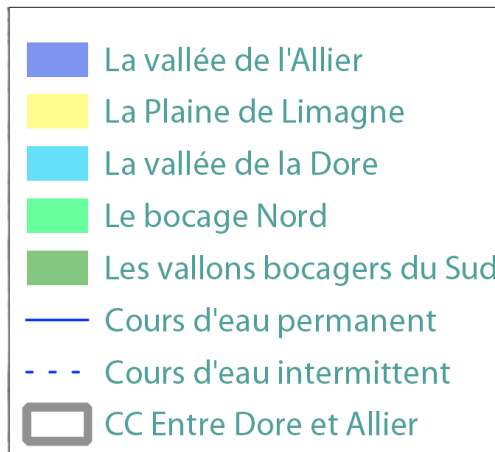 La vallée de l'Allier
La Plaine de Limagne
La vallée de la Dore
Le bocage Nord
Les vallons bocagers du Sud
Cours d'eau permanent
Cours d'eau intermittent
CC Entre Dore et Allier